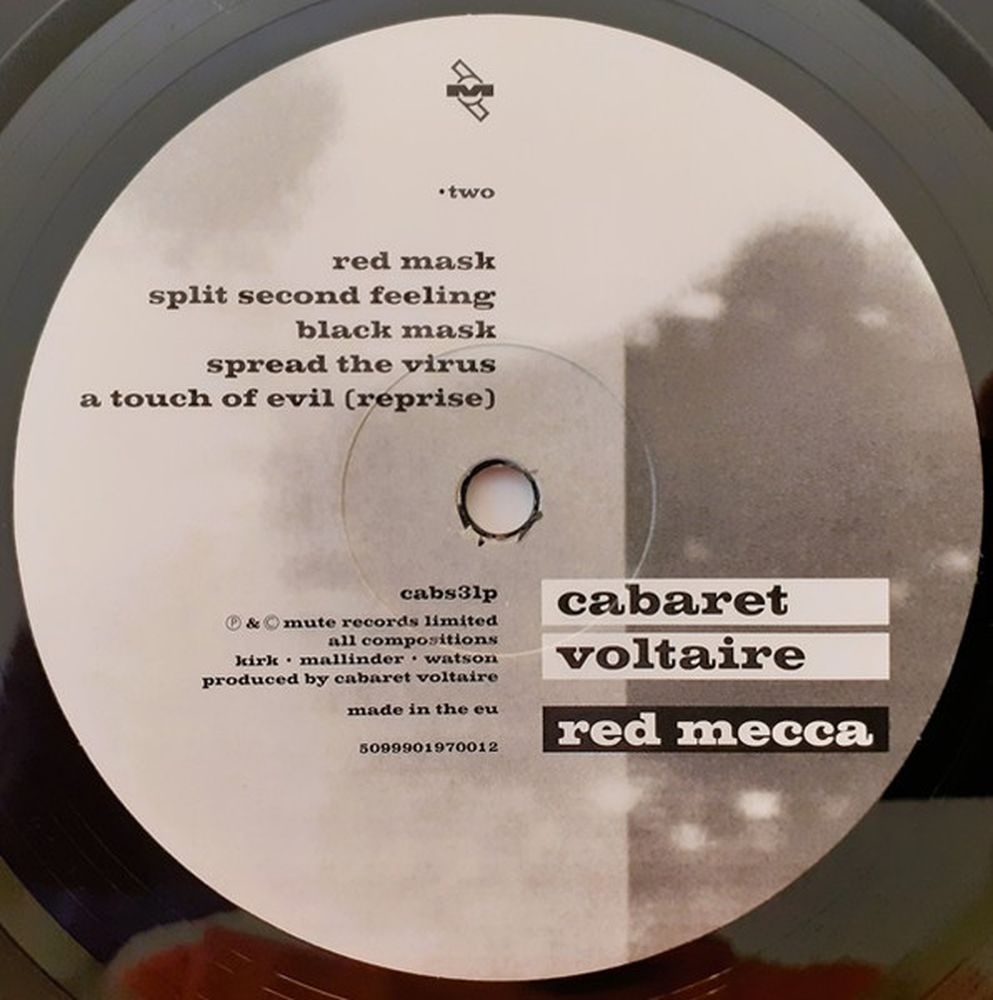 ·two
red mask
split second feeling
black mask
spread the virus
a touch of evil (reprise)
cabs3lp
℗ & © mute records limited
all compositions
kirk · mallinder · watson
produced by cabaret voltaire
made in the eu
5099901970012
cabaret
voltaire
red mecca